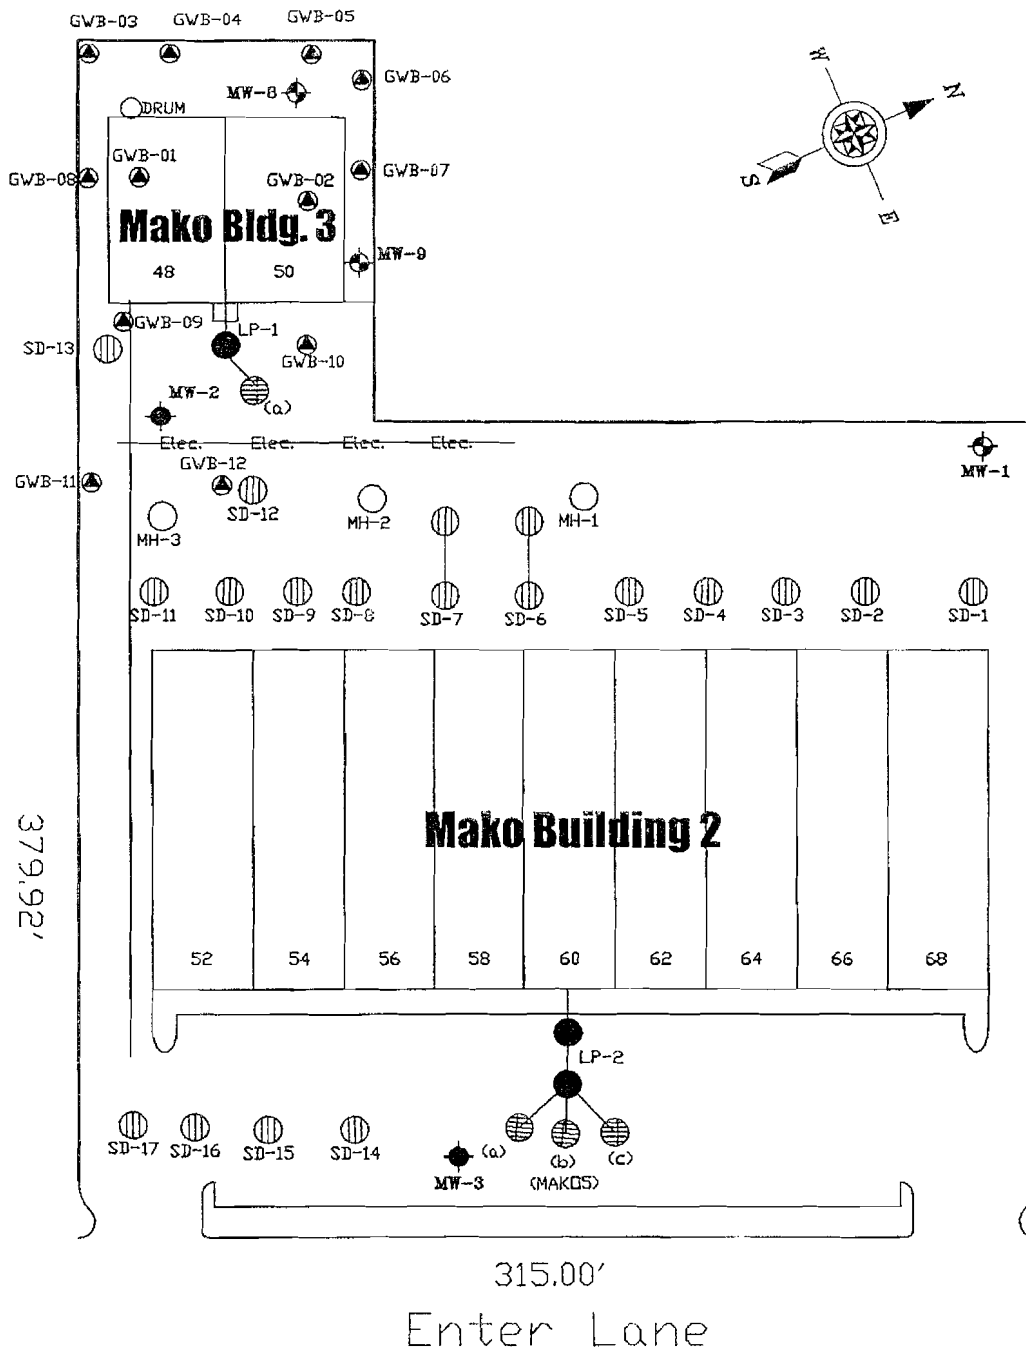 GWB-03
GWB-04
GWB-05
GWB-06
MW-8
DRUM
W
N
S
E
GWB-01
GWB-08
GWB-02
GWB-07
Mako Bldg. 3
MW-9
48
50
GWB-09
LP-1
SD-13
GWB-10
MW-2
(a)
Elec. Elec. Elec. Elec.
GWB-11
GWB-12
MW-1
SD-12
MH-3
MH-2
MH-1
SD-11 SD-10 SD-9 SD-8 SD-7 SD-6 SD-5 SD-4 SD-3 SD-2 SD-1
Mako Building 2
379.92'
52 54 56 58 60 62 64 66 68
LP-2
SD-17 SD-16 SD-15 SD-14
(a)
(b)
(c)
MW-3
(MAKO5)
315.00'
Enter Lane